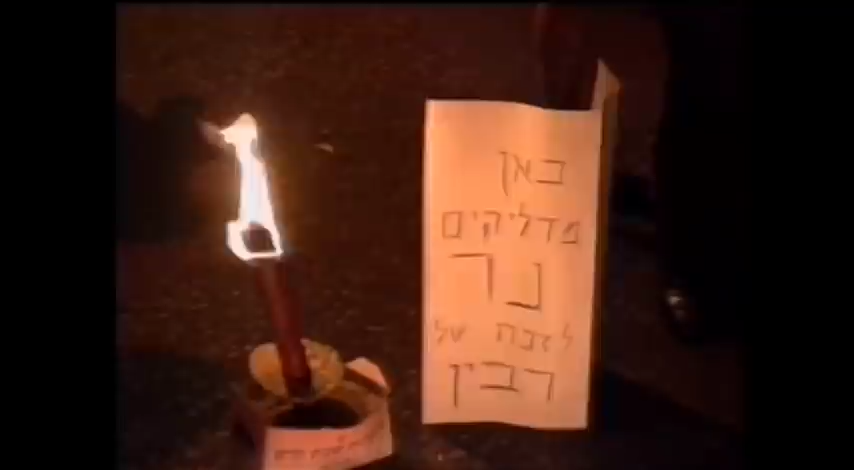 כאן
מדליקים
נר
לזכרו של
רבין